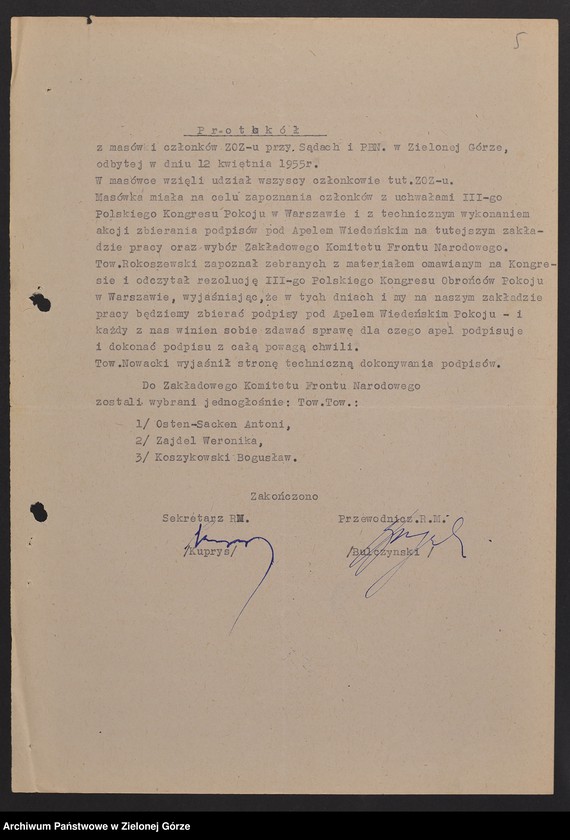 5
Protokół
z masówki członków ZOZ-u przy. Sądach i PBN. w Zielonej Górze,
odbytej w dniu 12 kwiętnia 1955r.
W masówce wzięli udział wszyscy członkowie tut.ZOZ-u.
Masówka miała na celu zapoznania członków z uchwałami III-go
Polskiego Kongresu Pokoju w Warszawie i z technicznym wykonaniem
akcji zbierania podpisów pod Apelem Wiedeńskim na tutejszym zakła-
dzie pracy oraz wybór Zakładowego Komitetu Frontu Narodowego.
Tow.Rokoszewski zapoznał zebranych z materiałem omawianym na Kongre-
sie i odczytał rezolucję III-go Polskiego Kongresu Obrońców Pokoju
w Warszawie, wyjaśniając,że w tych dniach i my na naszym zakładzie
pracy będziemy zbierać podpisy pod Apelem Wiedeńskim Pokoju - i
każdy z nas winien sobie zdawać sprawę dla czego apel podpisuje
i dokonać podpisu z całą powagą chwili.
Tow.Nowacki wyjaśnił stronę techniczną dokonywania podpisów.
Do Zakładowego Komitetu Frontu Narodowego
zostali wybrani jednogłośnie: Tow.Tow.:
1/ Osten-Sacken Antoni,
2/ Zajdel Weronika,
3/ Koszykowski Bogusław.
Zakończono
Sekretarz RM. Przewodnicz.R.M.
/Kuprys/ /Bulczynski /
Archiwum Państwowe w Zielonej Górze